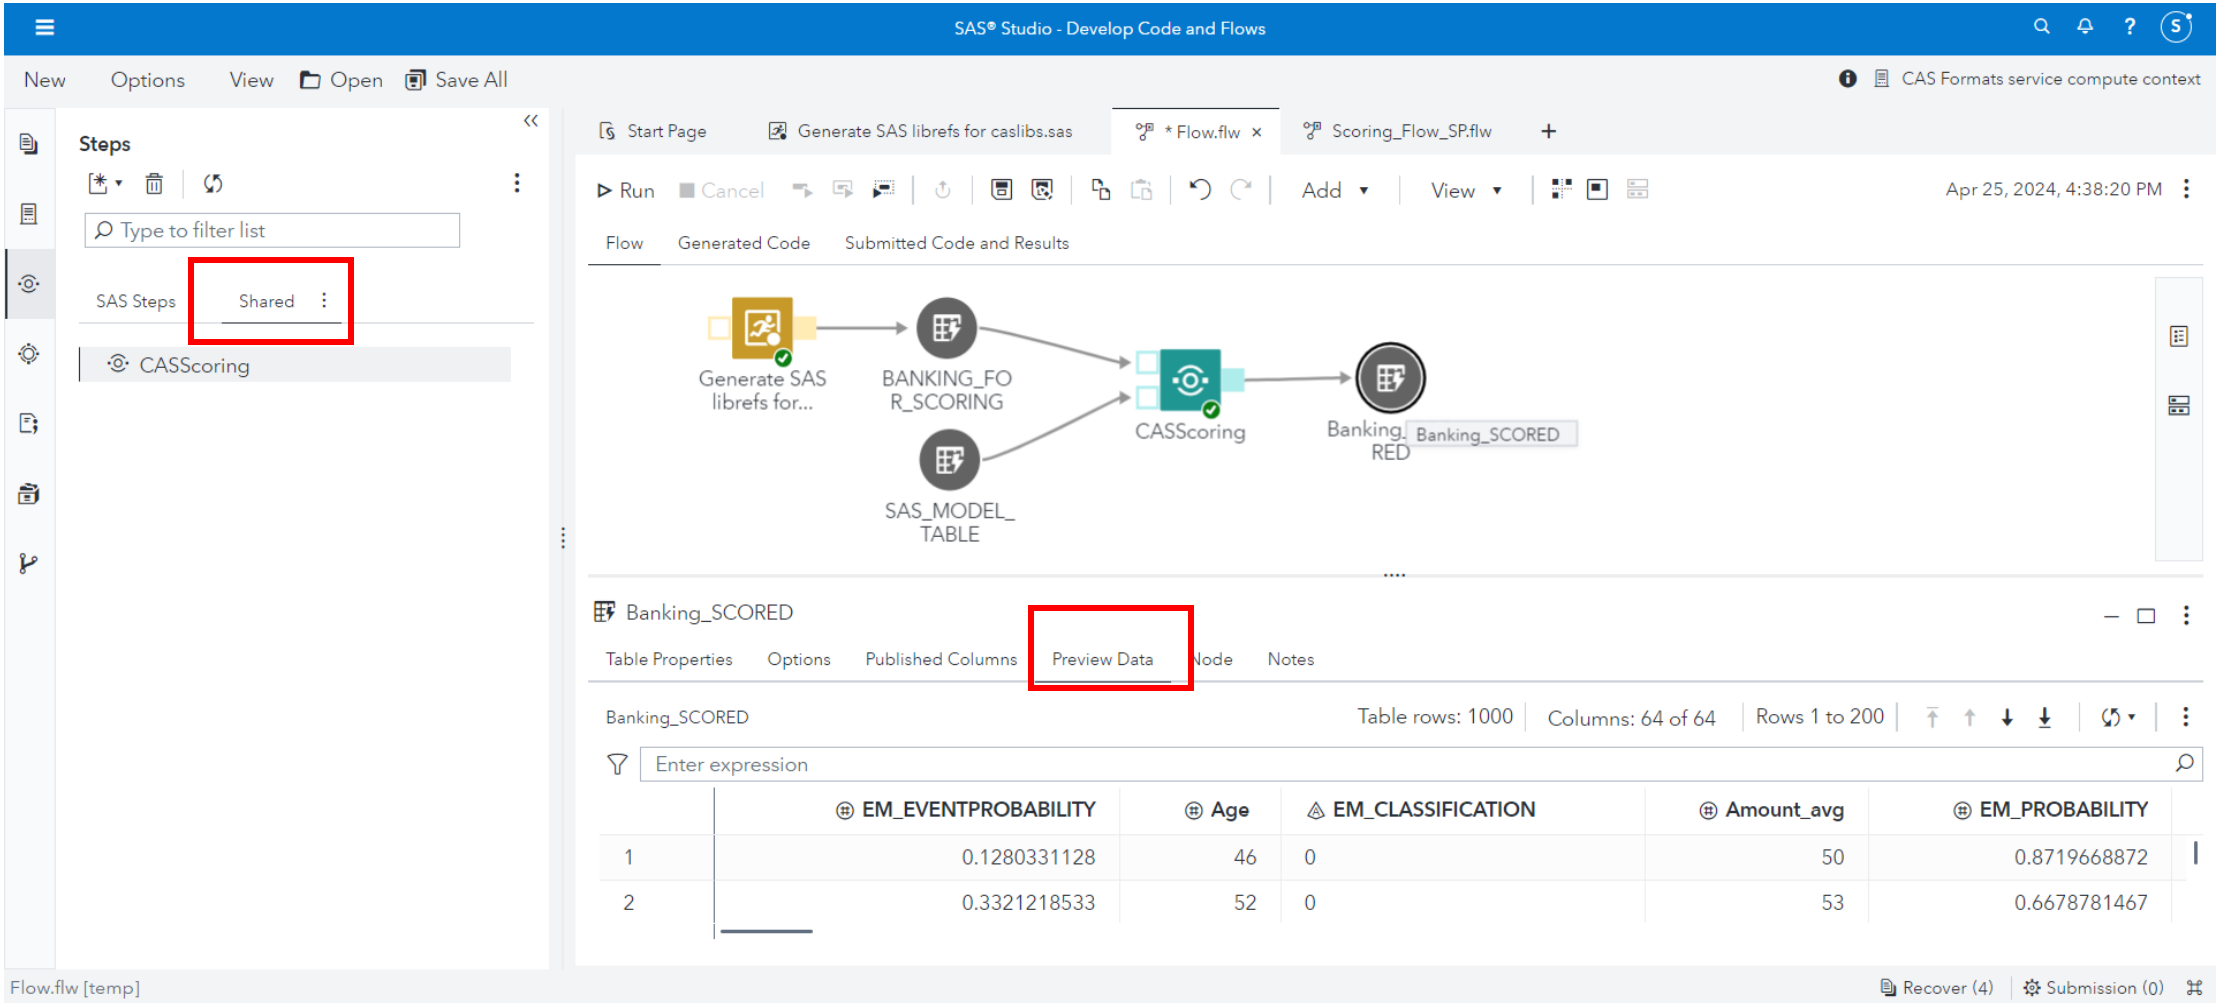 SAS® Studio - Develop Code and Flows
S
New Options View Open Save All
CAS Formats service compute context
Steps
Type to filter list
SAS Steps Shared
CASScoring
Start Page Generate SAS librefs for caslibs.sas * Flow.flw Scoring_Flow_SP.flw
Run Cancel Add View Apr 25, 2024, 4:38:20 PM
Flow Generated Code Submitted Code and Results
Generate SAS
librefs for...
BANKING_FO
R_SCORING
SAS_MODEL_
TABLE
CASScoring
Banking_
RED
Banking_SCORED
Banking_SCORED
Table Properties Options Published Columns Preview Data Node Notes
Banking_SCORED Table rows: 1000 Columns: 64 of 64 Rows 1 to 200
Enter expression
EM_EVENTPROBABILITY Age EM_CLASSIFICATION Amount_avg EM_PROBABILITY
1 0.1280331128 46 0 50 0.8719668872
2 0.3321218533 52 0 53 0.6678781467
Flow.flw [temp] Recover (4) Submission (0)